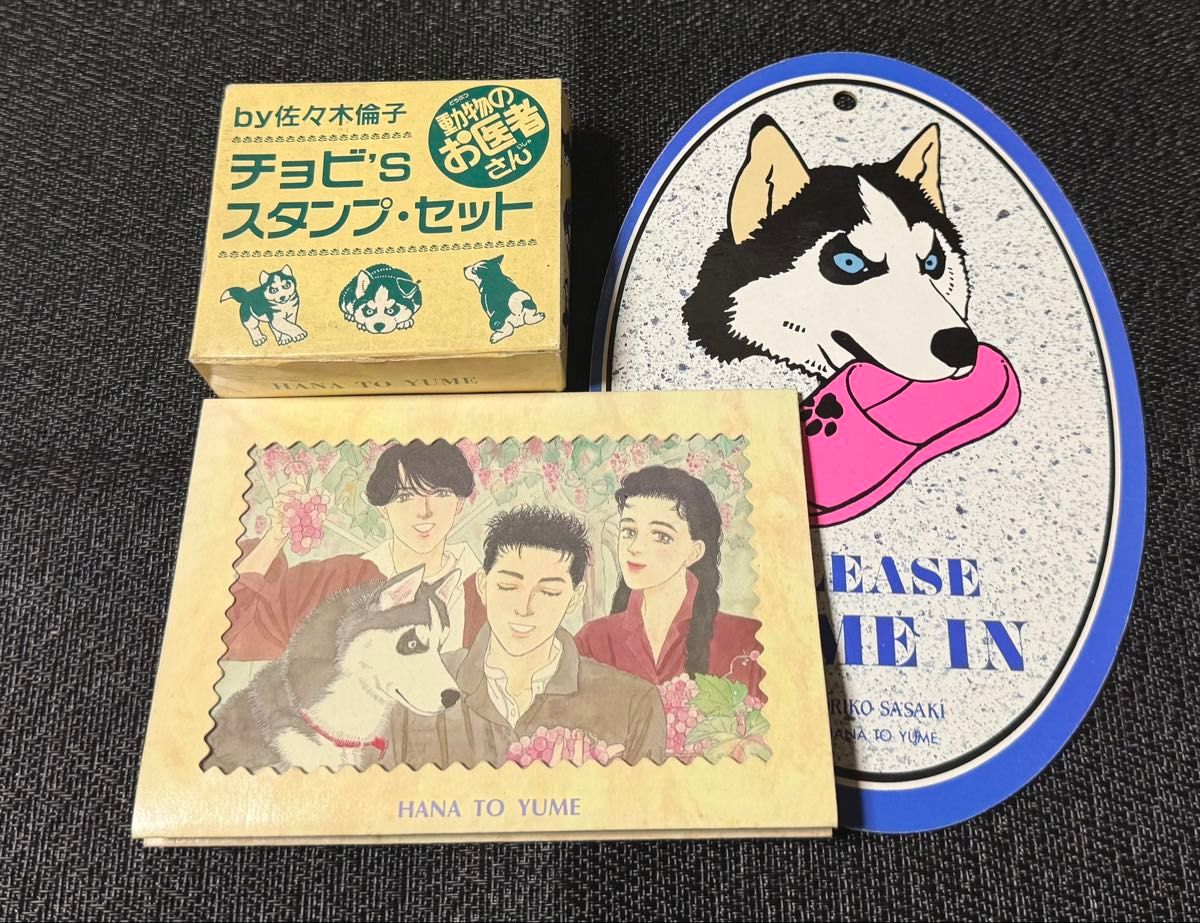 by佐々木倫子
どうぶつ
動物の
お医者
いしゃ
さん
チョビ'S
スタンプ・セット
HANA TO YUME
HANA TO YUME
EASE
ME IN
RIKO SASAKI
ANA TO YUME